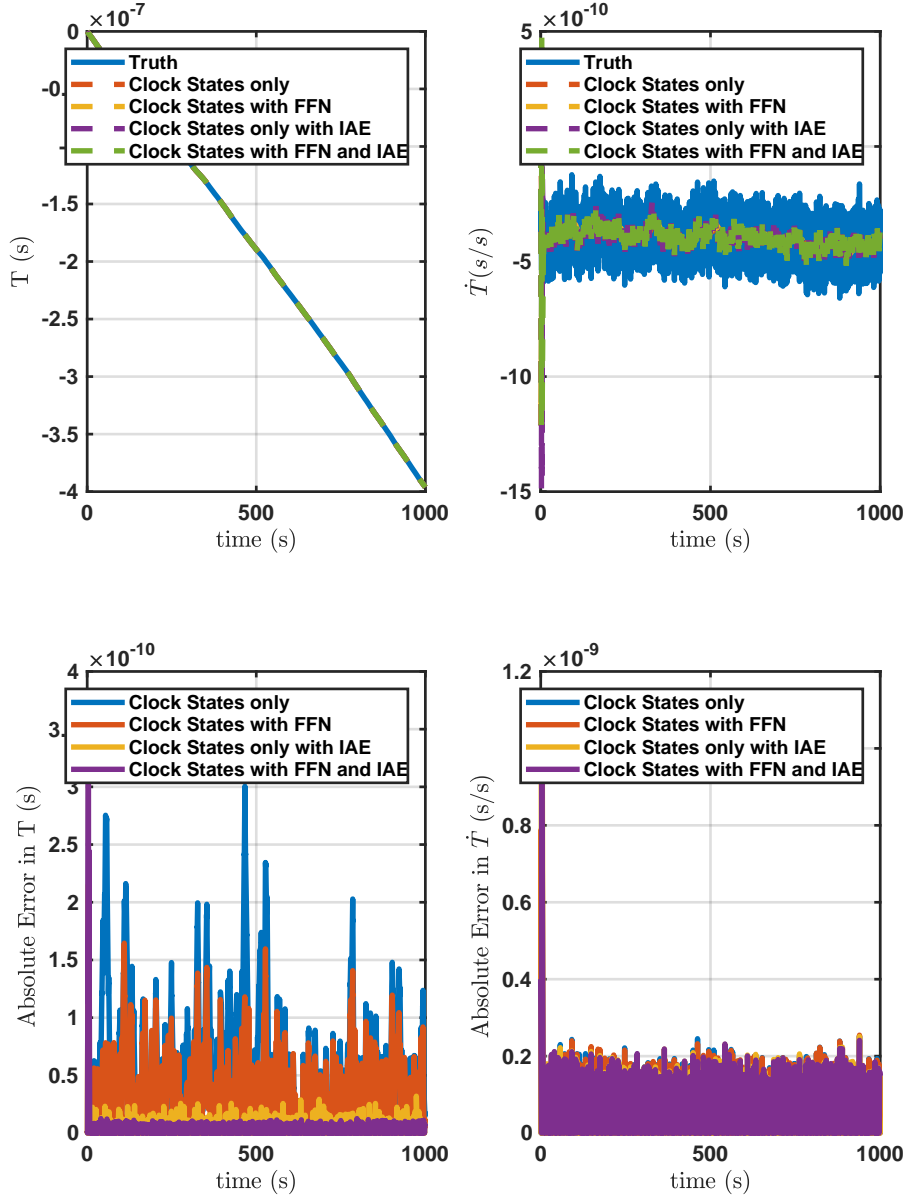 ×10⁻⁷
0
-0.
-1.5
-2
-2.5
-3
-3.5
-4
Truth
Clock States only
Clock States with FFN
Clock States only with IAE
Clock States with FFN and IAE
T (s)
0
500
1000
time (s)
×10⁻¹⁰
5
-5
-10
-15
Truth
Clock States only
Clock States with FFN
Clock States only with IAE
Clock States with FFN and IAE
Ṫ(s/s)
0
500
1000
time (s)
×10⁻¹⁰
4
3.
3
2.5
2
1.5
1
0.5
0
Clock States only
Clock States with FFN
Clock States only with IAE
Clock States with FFN and IAE
Absolute Error in T (s)
0
500
1000
time (s)
×10⁻⁹
1.2
0.8
0.6
0.4
0.2
0
Clock States only
Clock States with FFN
Clock States only with IAE
Clock States with FFN and IAE
Absolute Error in Ṫ (s/s)
0
500
1000
time (s)